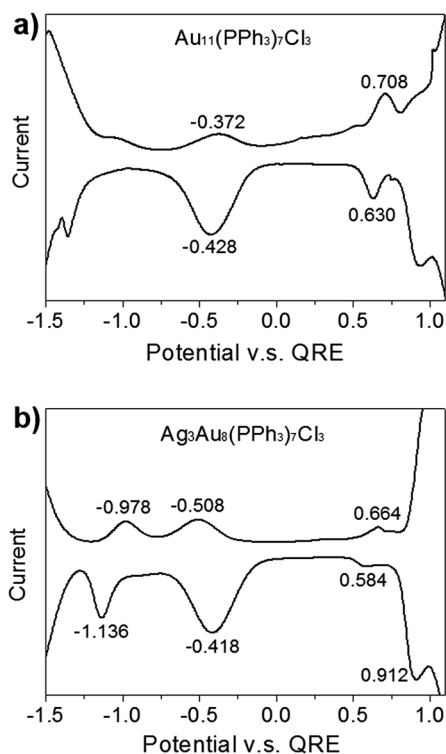 a)
Au₁₁(PPh₃)₇Cl₃
0.708
-0.372
Current
0.630
-0.428
-1.5 -1.0 -0.5 0.0 0.5 1.0
Potential v.s. QRE
b)
Ag₃Au₈(PPh₃)₇Cl₃
-0.978 -0.508 0.664
Current
0.584
-1.136
-0.418
0.912
-1.5 -1.0 -0.5 0.0 0.5 1.0
Potential v.s. QRE